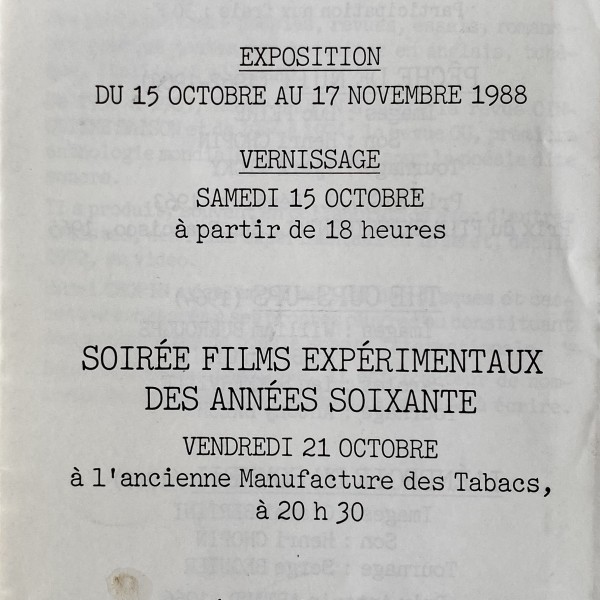 EXPOSITION
DU 15 OCTOBRE AU 17 NOVEMBRE 1988
VERNISSAGE
SAMEDI 15 OCTOBRE
à partir de 18 heures
SOIRÉE FILMS EXPÉRIMENTAUX
DES ANNÉES SOIXANTE
VENDREDI 21 OCTOBRE
à l'ancienne Manufacture des Tabacs,
à 20 h 30